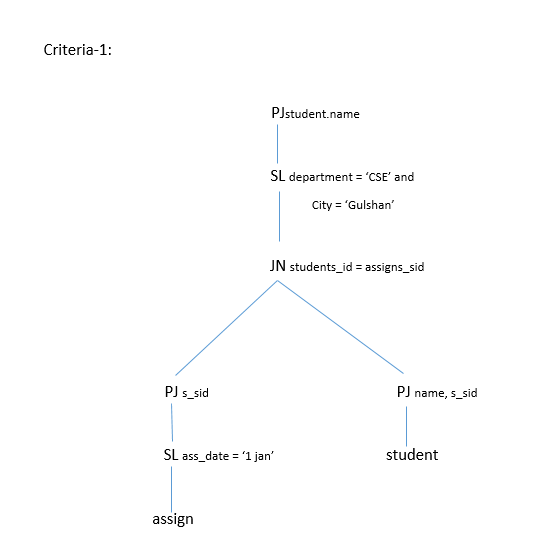 Criteria-1:
PJstudent.name
SL department = ‘CSE’ and
City = ‘Gulshan’
JN students_id = assigns_sid
PJ s_sid
PJ name, s_sid
SL ass_date = ‘1 jan’
student
assign